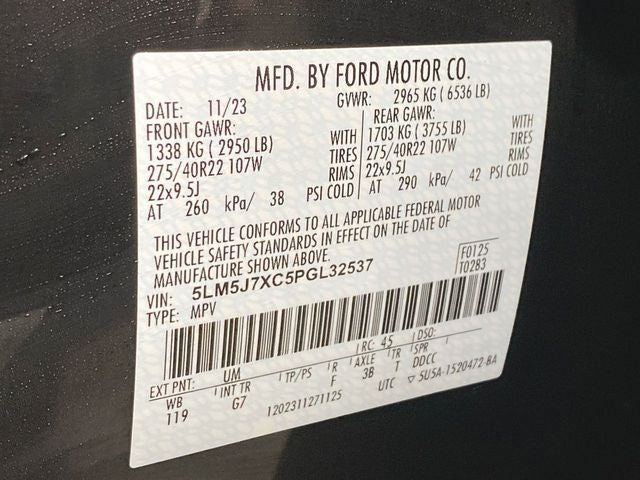 MFD. BY FORD MOTOR CO.
DATE: 11/23 GVWR: 2965 KG ( 6536 LB)
FRONT GAWR: REAR GAWR:
1338 KG ( 2950 LB) WITH 1703 KG ( 3755 LB) WITH
275/40R22 107W TIRES 275/40R22 107W TIRES
22x9.5J RIMS 22x9.5J RIMS
AT 260 kPa/ 38 PSI COLD AT 290 kPa/ 42 PSI COLD
THIS VEHICLE CONFORMS TO ALL APPLICABLE FEDERAL MOTOR
VEHICLE SAFETY STANDARDS IN EFFECT ON THE DATE OF
MANUFACTURE SHOWN ABOVE.
F0125
VIN: 5LM5J7XC5PGL32537 T0283
TYPE: MPV
EXT PNT: UM RC: 45 DSO:
WB INT TR TP/PS R AXLE TR SPR
119 G7 F 3B T DDCC
1202311271125 UTC ▽ 5U5A-1520472-BA